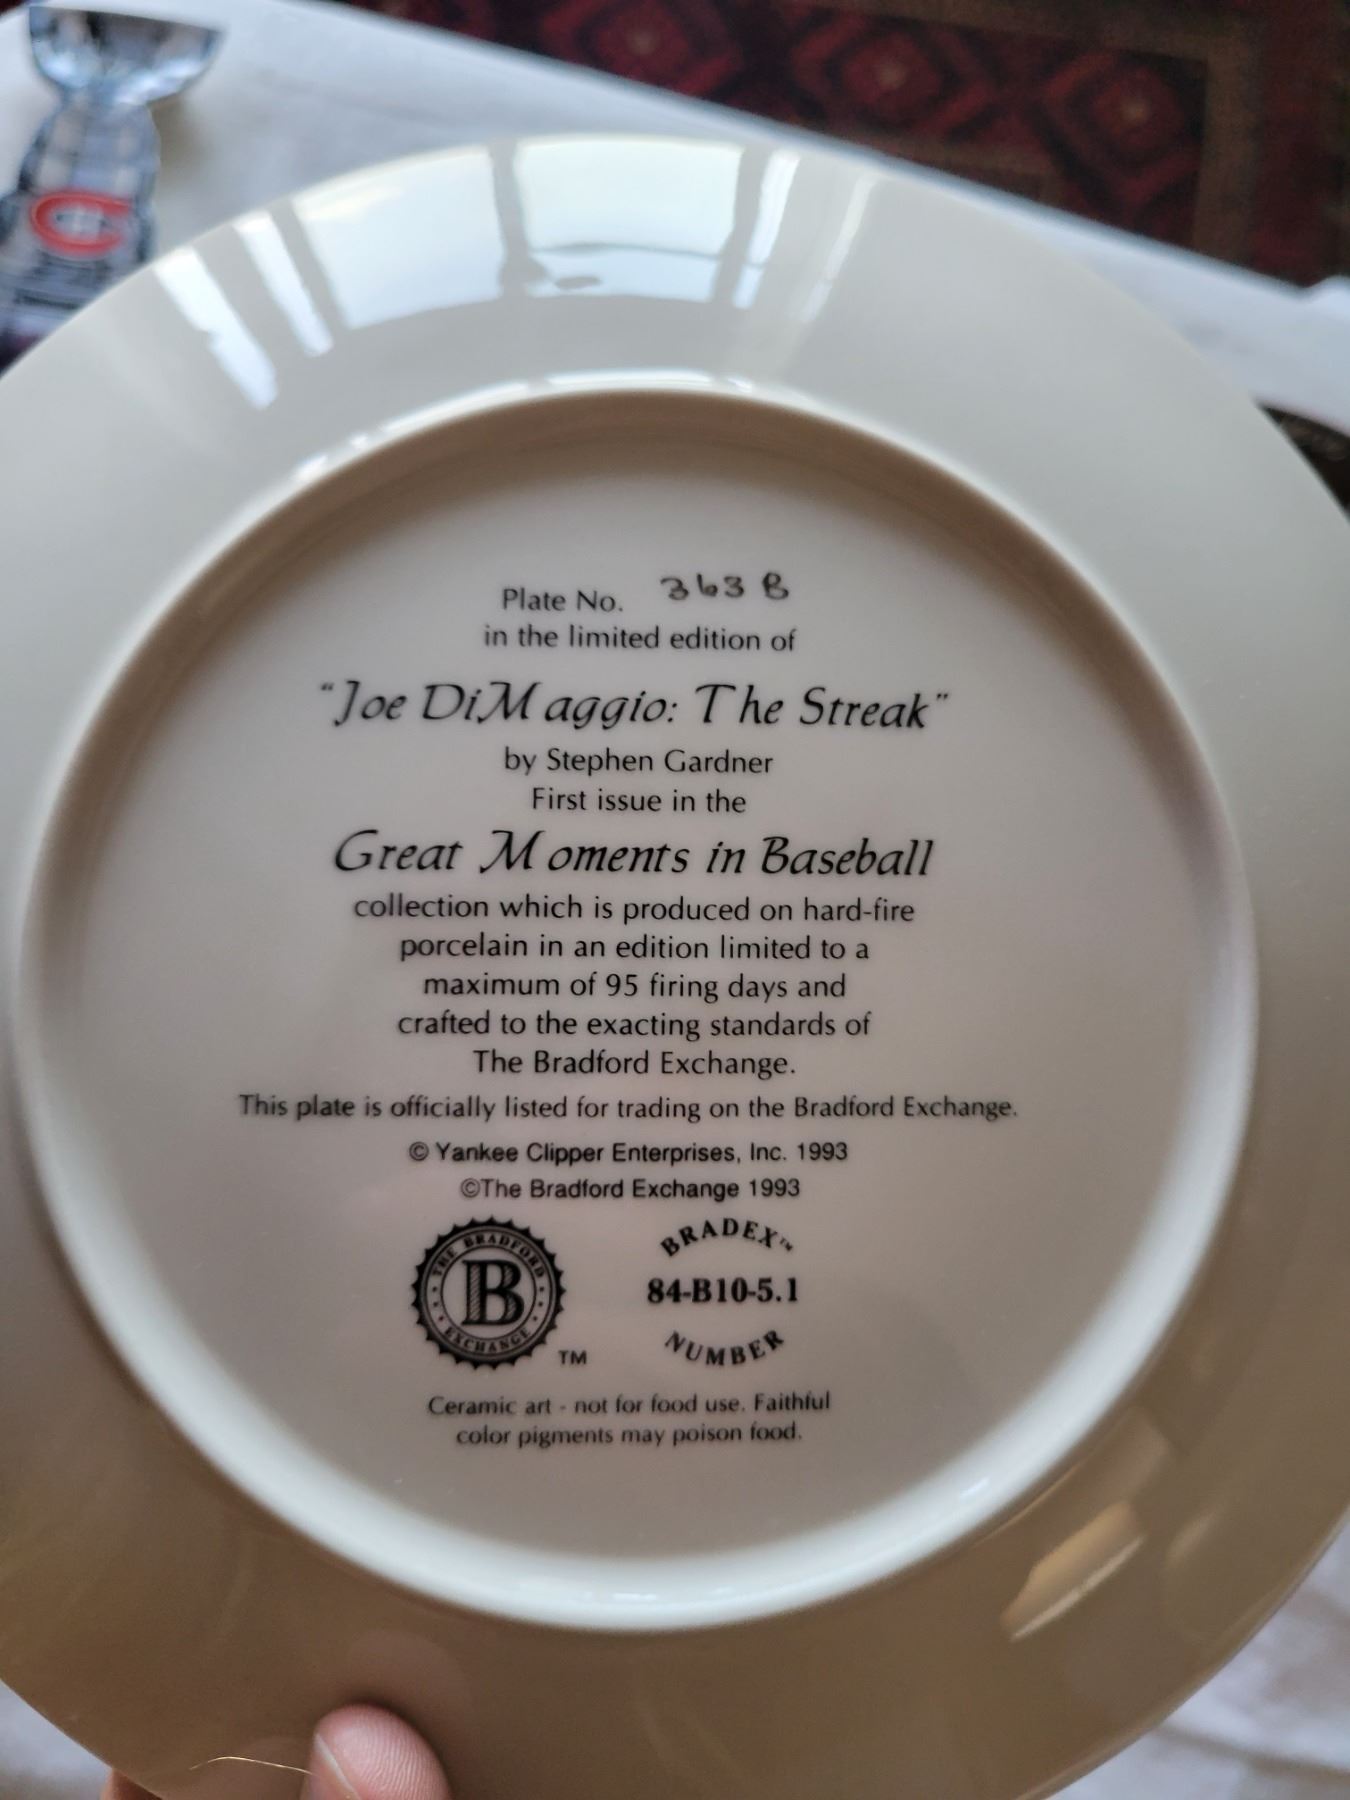 Plate No. 363 B
in the limited edition of
"Joe DiMaggio: The Streak"
by Stephen Gardner
First issue in the
Great Moments in Baseball
collection which is produced on hard-fire
porcelain in an edition limited to a
maximum of 95 firing days and
crafted to the exacting standards of
The Bradford Exchange.
This plate is officially listed for trading on the Bradford Exchange.
© Yankee Clipper Enterprises, Inc. 1993
©The Bradford Exchange 1993
THE BRADFORD
B
EXCHANGE
TM
BRADEX™
84-B10-5.1
NUMBER
Ceramic art - not for food use. Faithful
color pigments may poison food.